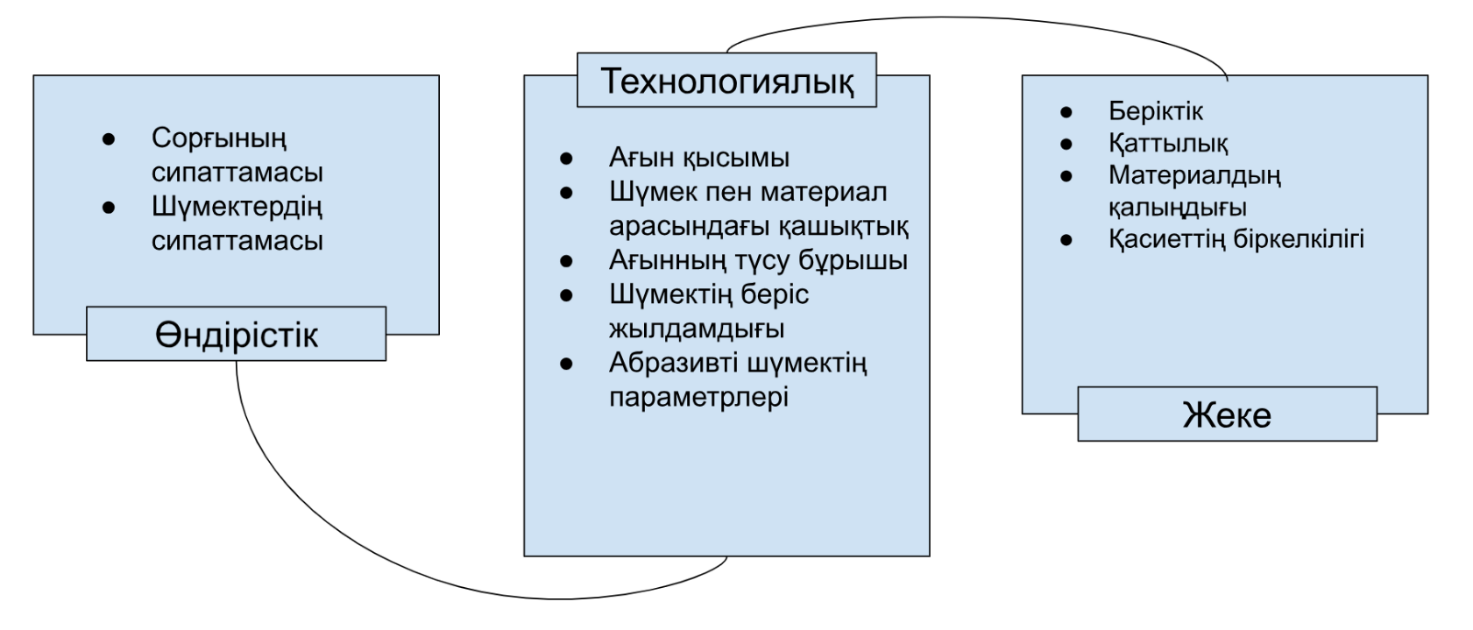 ● Сорғының
сипаттамасы
● Шүмектердің
сипаттамасы
Өндірістік
Технологиялық
● Ағын қысымы
● Шүмек пен материал
арасындағы қашықтық
● Ағынның түсу бұрышы
● Шүмектің беріс
жылдамдығы
● Абразивті шүмектің
параметрлері
● Беріктік
● Қаттылық
● Материалдың
қалыңдығы
● Қасиеттің біркелкілігі
Жеке